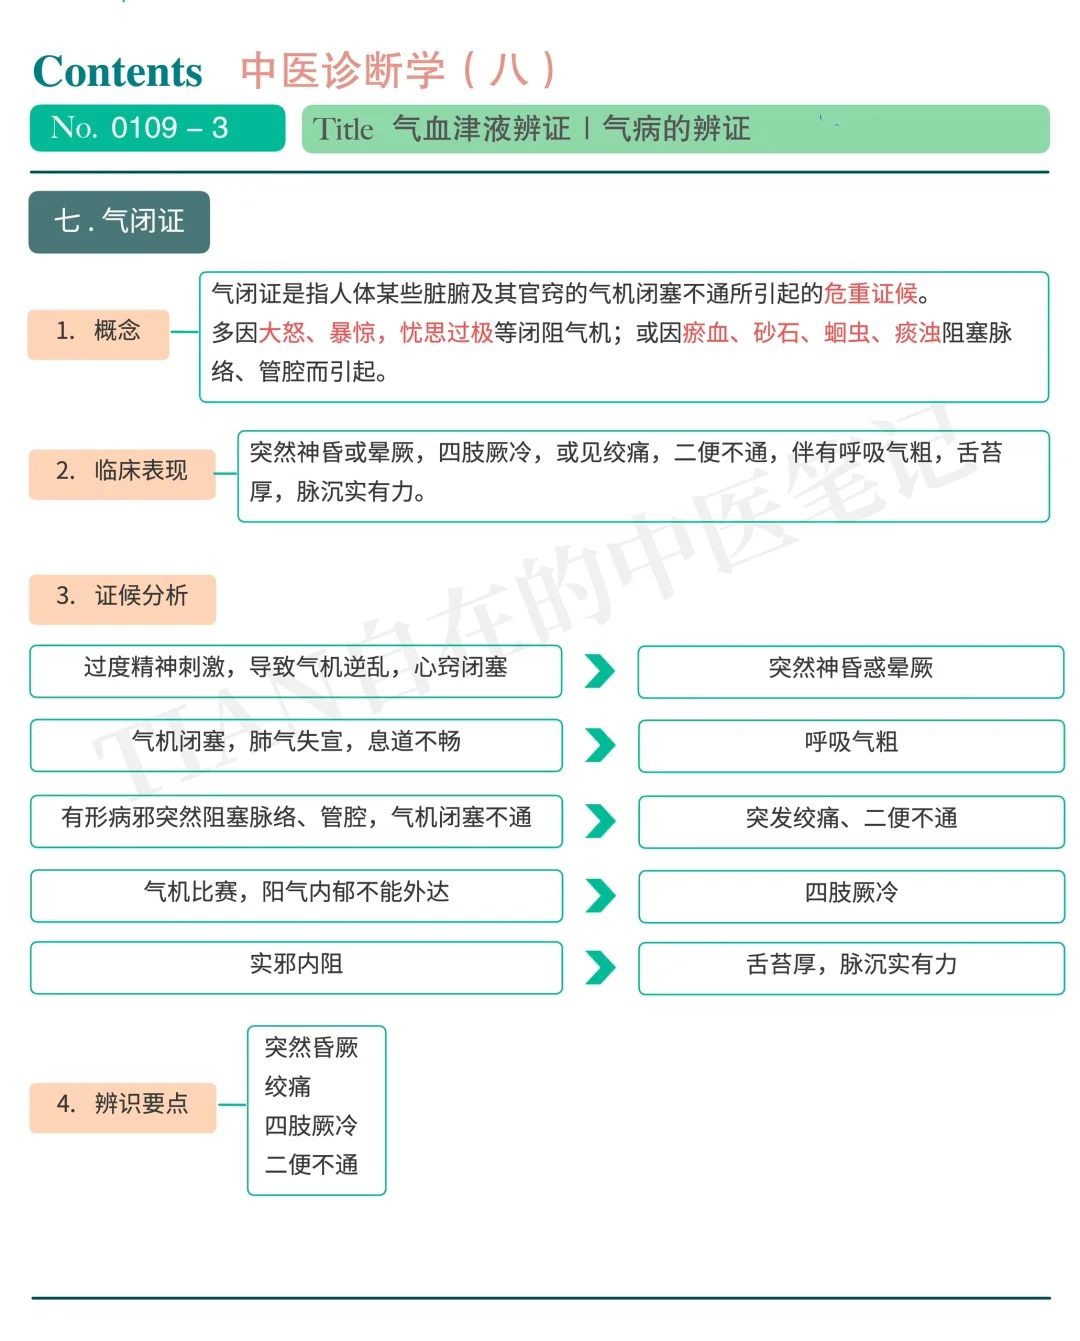 Contents 中医诊断学（八）
No. 0109 – 3
Title 气血津液辨证｜气病的辨证
七 . 气闭证
1. 概念
气闭证是指人体某些脏腑及其官窍的气机闭塞不通所引起的危重证候。
多因大怒、暴惊，忧思过极等闭阻气机；或因瘀血、砂石、蛔虫、痰浊阻塞脉
络、管腔而引起。
2. 临床表现
突然神昏或晕厥，四肢厥冷，或见绞痛，二便不通，伴有呼吸气粗，舌苔
厚，脉沉实有力。
3. 证候分析
过度精神刺激，导致气机逆乱，心窍闭塞
突然神昏惑晕厥
气机闭塞，肺气失宣，息道不畅
呼吸气粗
有形病邪突然阻塞脉络、管腔，气机闭塞不通
突发绞痛、二便不通
气机比赛，阳气内郁不能外达
四肢厥冷
实邪内阻
舌苔厚，脉沉实有力
4. 辨识要点
突然昏厥
绞痛
四肢厥冷
二便不通
TIAN自在的中医笔记